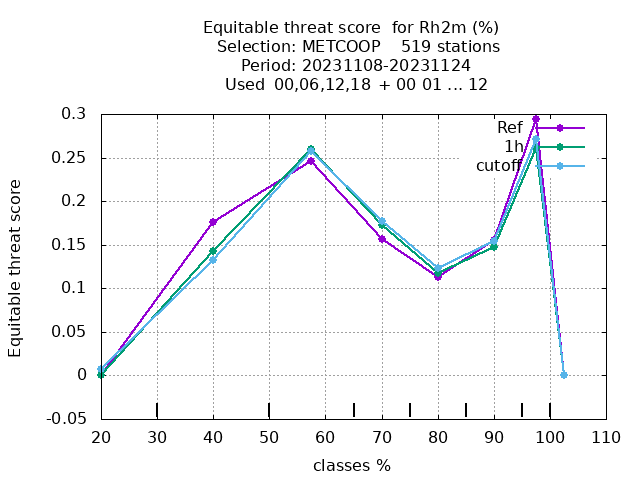 Equitable threat score  for Rh2m (%)
Selection: METCOOP    519 stations
Period: 20231108-20231124
Used  00,06,12,18 + 00 01 ... 12
Ref
1h
cutoff
Equitable threat score
0.3
0.25
0.2
0.15
0.1
0.05
0
-0.05
20 30 40 50 60 70 80 90 100 110
classes %